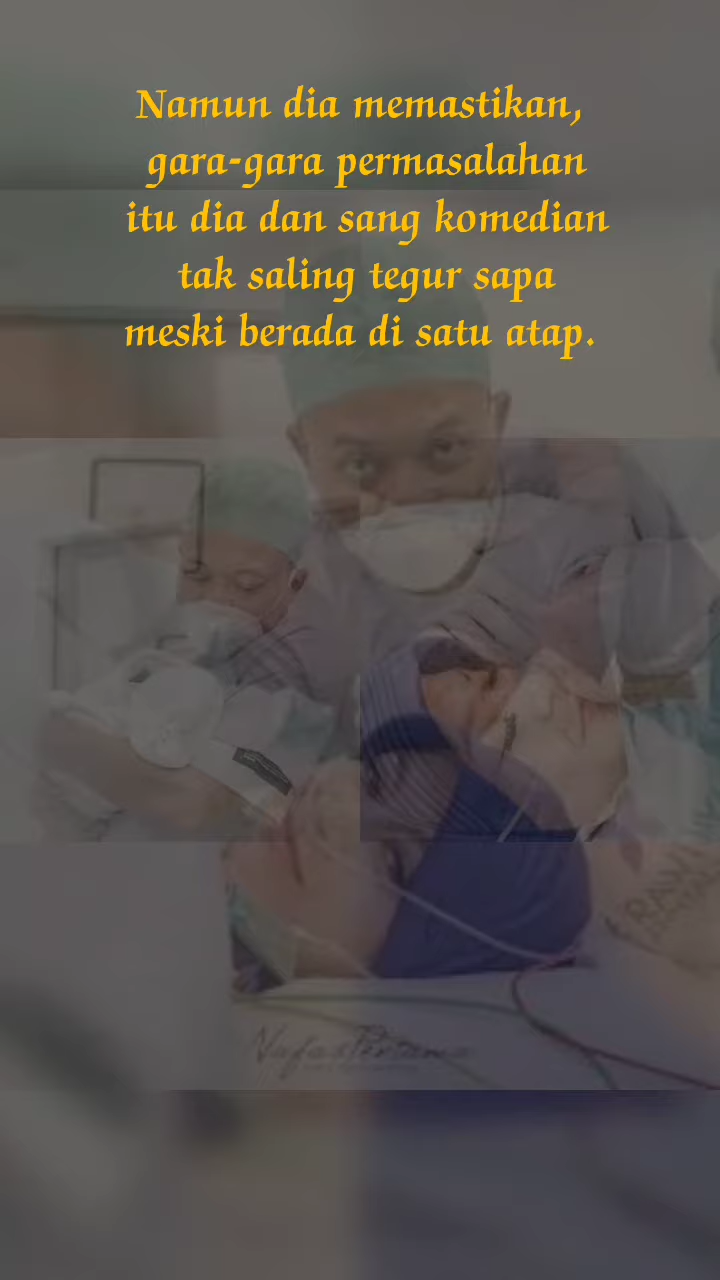 Namun dia memastikan,
gara-gara permasalahan
itu dia dan sang komedian
tak saling tegur sapa
meski berada di satu atap.